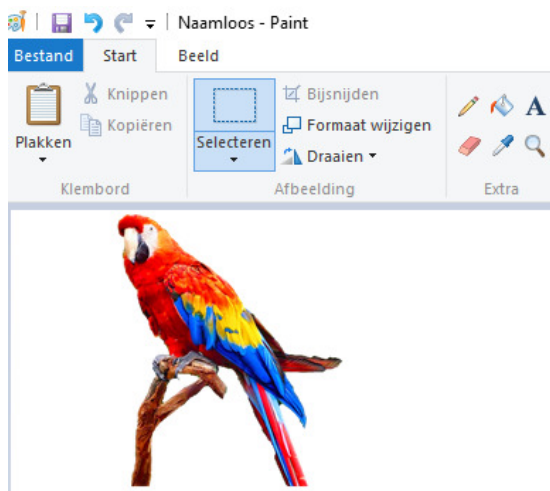 Naamloos - Paint
Bestand Start Beeld
Plakken
Knippen
Kopiëren
Klembord
Selecteren
Bijsnijden
Formaat wijzigen
Draaien
Afbeelding
A
Extra